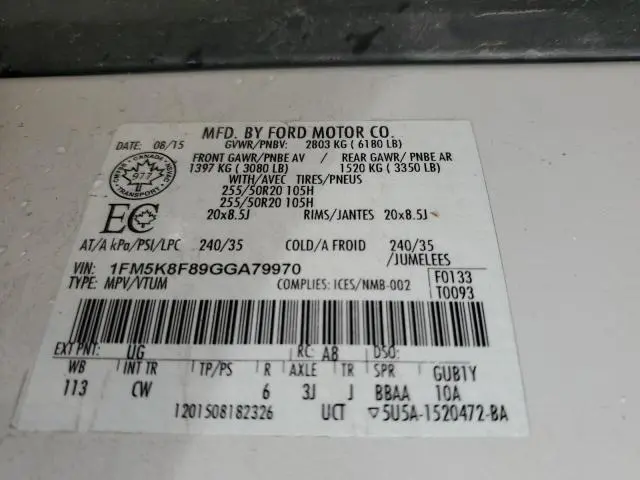 MFD. BY FORD MOTOR CO.
08/15 GVWR/PNBV: 2803 KG ( 6180 LB)
FRONT GAWR/PNBE AV / REAR GAWR/ PNBE AR
1397 KG ( 3080 LB) 1520 KG ( 3350 LB)
WITH/AVEC TIRES/PNEUS
255/50R20 105H
255/50R20 105H
20x8.5J RIMS/JANTES 20x8.5J
CANADA
977
EC
AT/A kPa/PSI/LPC 240/35 COLD/A FROID 240/35
/JUMELEES
VIN: 1FM5K8F89GGA79970
TYPE: MPV/VTUM COMPLIES: ICES/NMB-002
F0133
T0093
EXT PNT: UG RC: A8 DSO:
WB INT TR TP/PS R AXLE TR SPR GUB1Y
113 CW 6 3J J BBAA 10A
1201508182326 UCT ▽5U5A-1520472-BA